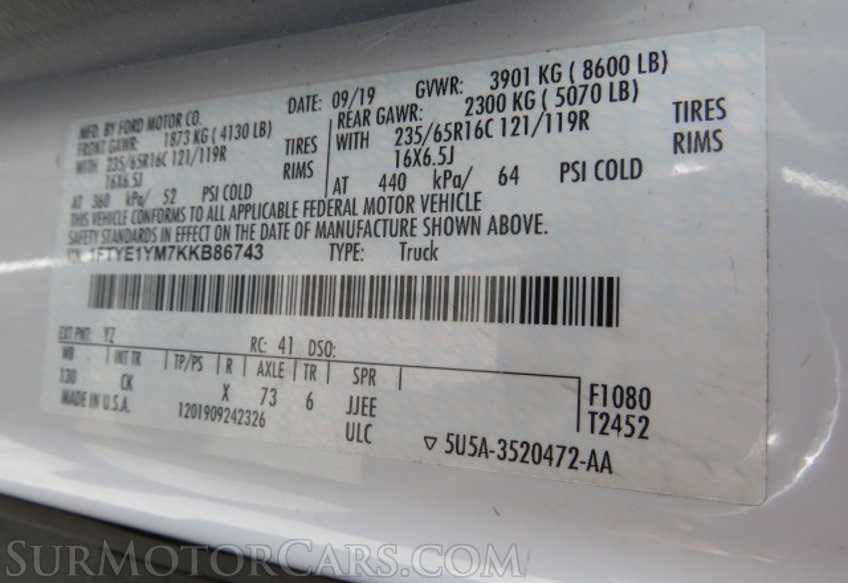 MFD. BY FORD MOTOR CO. DATE: 09/19 GVWR: 3901 KG ( 8600 LB)
FRONT GAWR: 1873 KG ( 4130 LB) REAR GAWR: 2300 KG ( 5070 LB)
WITH 235/65R16C 121/119R TIRES WITH 235/65R16C 121/119R TIRES
16X6.5J RIMS 16X6.5J RIMS
AT 360 kPa/ 52 PSI COLD AT 440 kPa/ 64 PSI COLD
THIS VEHICLE CONFORMS TO ALL APPLICABLE FEDERAL MOTOR VEHICLE
SAFETY STANDARDS IN EFFECT ON THE DATE OF MANUFACTURE SHOWN ABOVE.
VIN: 1FTYE1YM7KKB86743 TYPE: Truck
EXT PNT: YZ RC: 41 DSO:
WB INT TR TP/PS R AXLE TR SPR
130 CK X 73 6 JJEE F1080
MADE IN U.S.A. 1201909242326 ULC T2452
▽ 5U5A-3520472-AA
SURMOTORCARS.COM